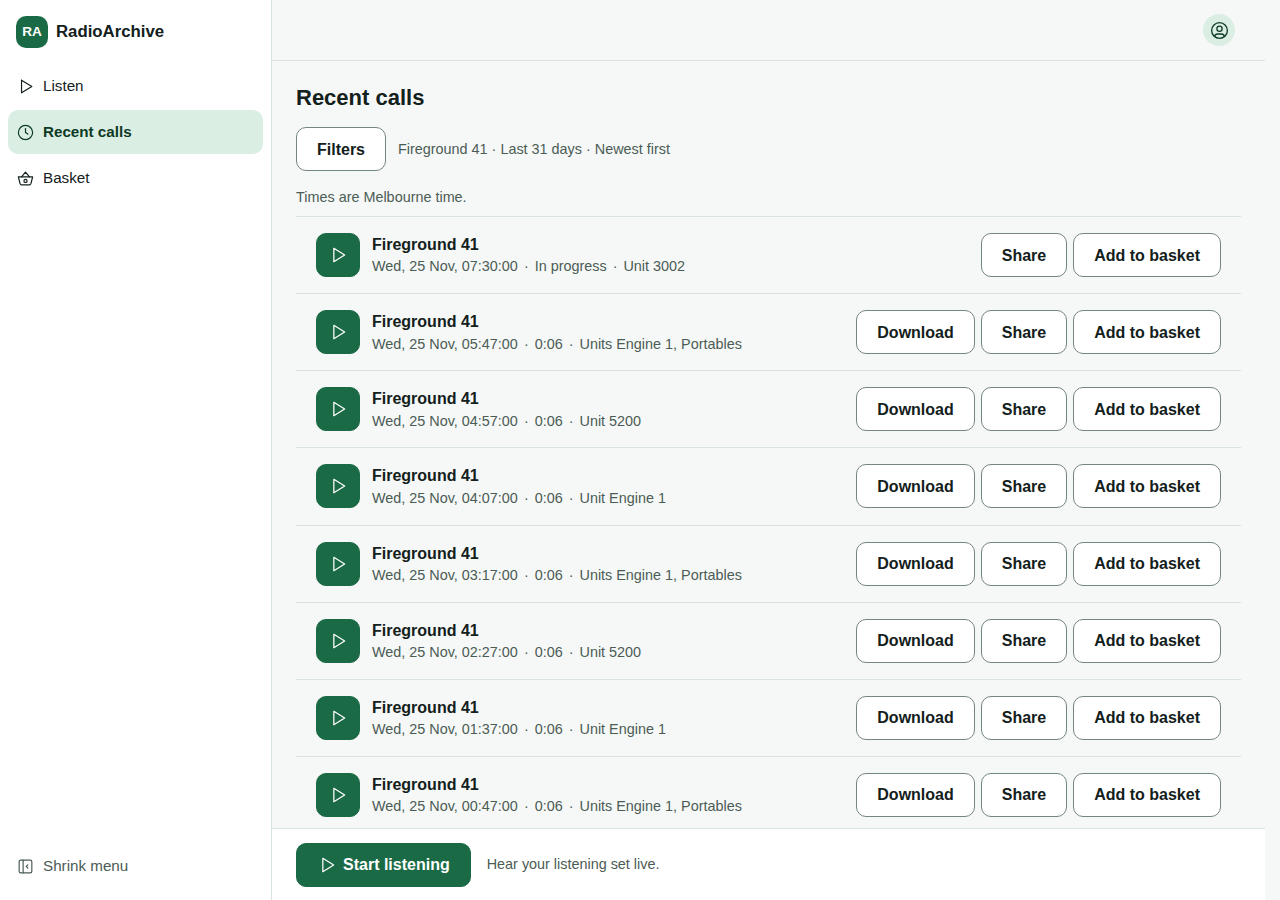 RA RadioArchive
Listen
Recent calls
Basket
Shrink menu
Recent calls
Filters Fireground 41 · Last 31 days · Newest first
Times are Melbourne time.
Fireground 41
Wed, 25 Nov, 07:30:00 · In progress · Unit 3002
Share Add to basket
Fireground 41
Wed, 25 Nov, 05:47:00 · 0:06 · Units Engine 1, Portables
Download Share Add to basket
Fireground 41
Wed, 25 Nov, 04:57:00 · 0:06 · Unit 5200
Download Share Add to basket
Fireground 41
Wed, 25 Nov, 04:07:00 · 0:06 · Unit Engine 1
Download Share Add to basket
Fireground 41
Wed, 25 Nov, 03:17:00 · 0:06 · Units Engine 1, Portables
Download Share Add to basket
Fireground 41
Wed, 25 Nov, 02:27:00 · 0:06 · Unit 5200
Download Share Add to basket
Fireground 41
Wed, 25 Nov, 01:37:00 · 0:06 · Unit Engine 1
Download Share Add to basket
Fireground 41
Wed, 25 Nov, 00:47:00 · 0:06 · Units Engine 1, Portables
Download Share Add to basket
Start listening Hear your listening set live.